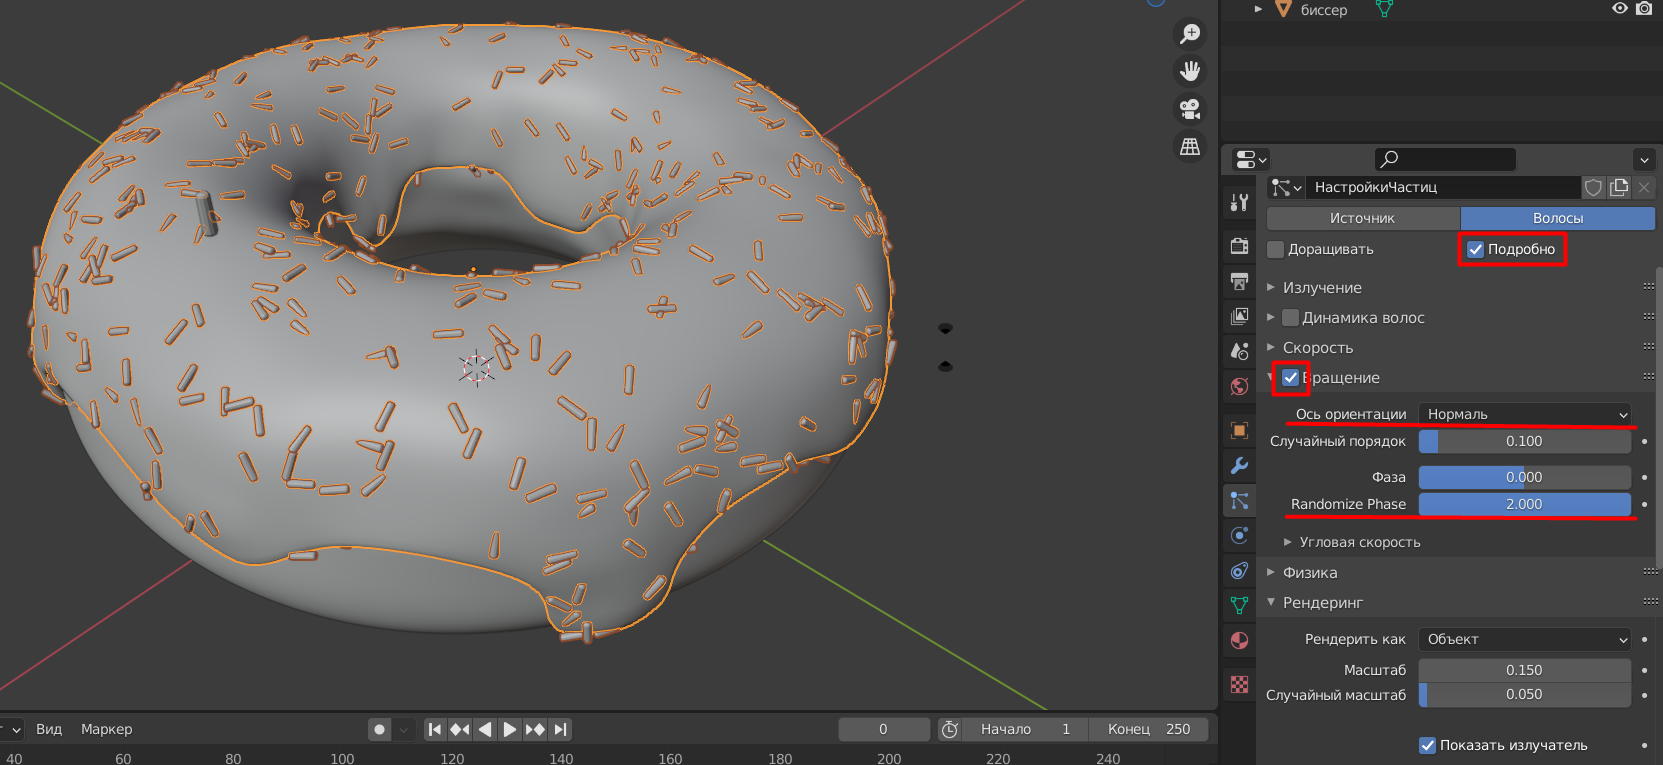 биссер
НастройкиЧастиц
Источник
Волосы
Доращивать
Подробно
Излучение
Динамика волос
Скорость
Вращение
Ось ориентации
Нормаль
Случайный порядок
0.100
Фаза
0.000
Randomize Phase
2.000
Угловая скорость
Физика
Рендеринг
Рендерить как
Объект
Масштаб
0.150
Случайный масштаб
0.050
Показать излучатель
Вид
Маркер
0
Начало
1
Конец
250
40
60
80
100
120
140
160
180
200
220
240